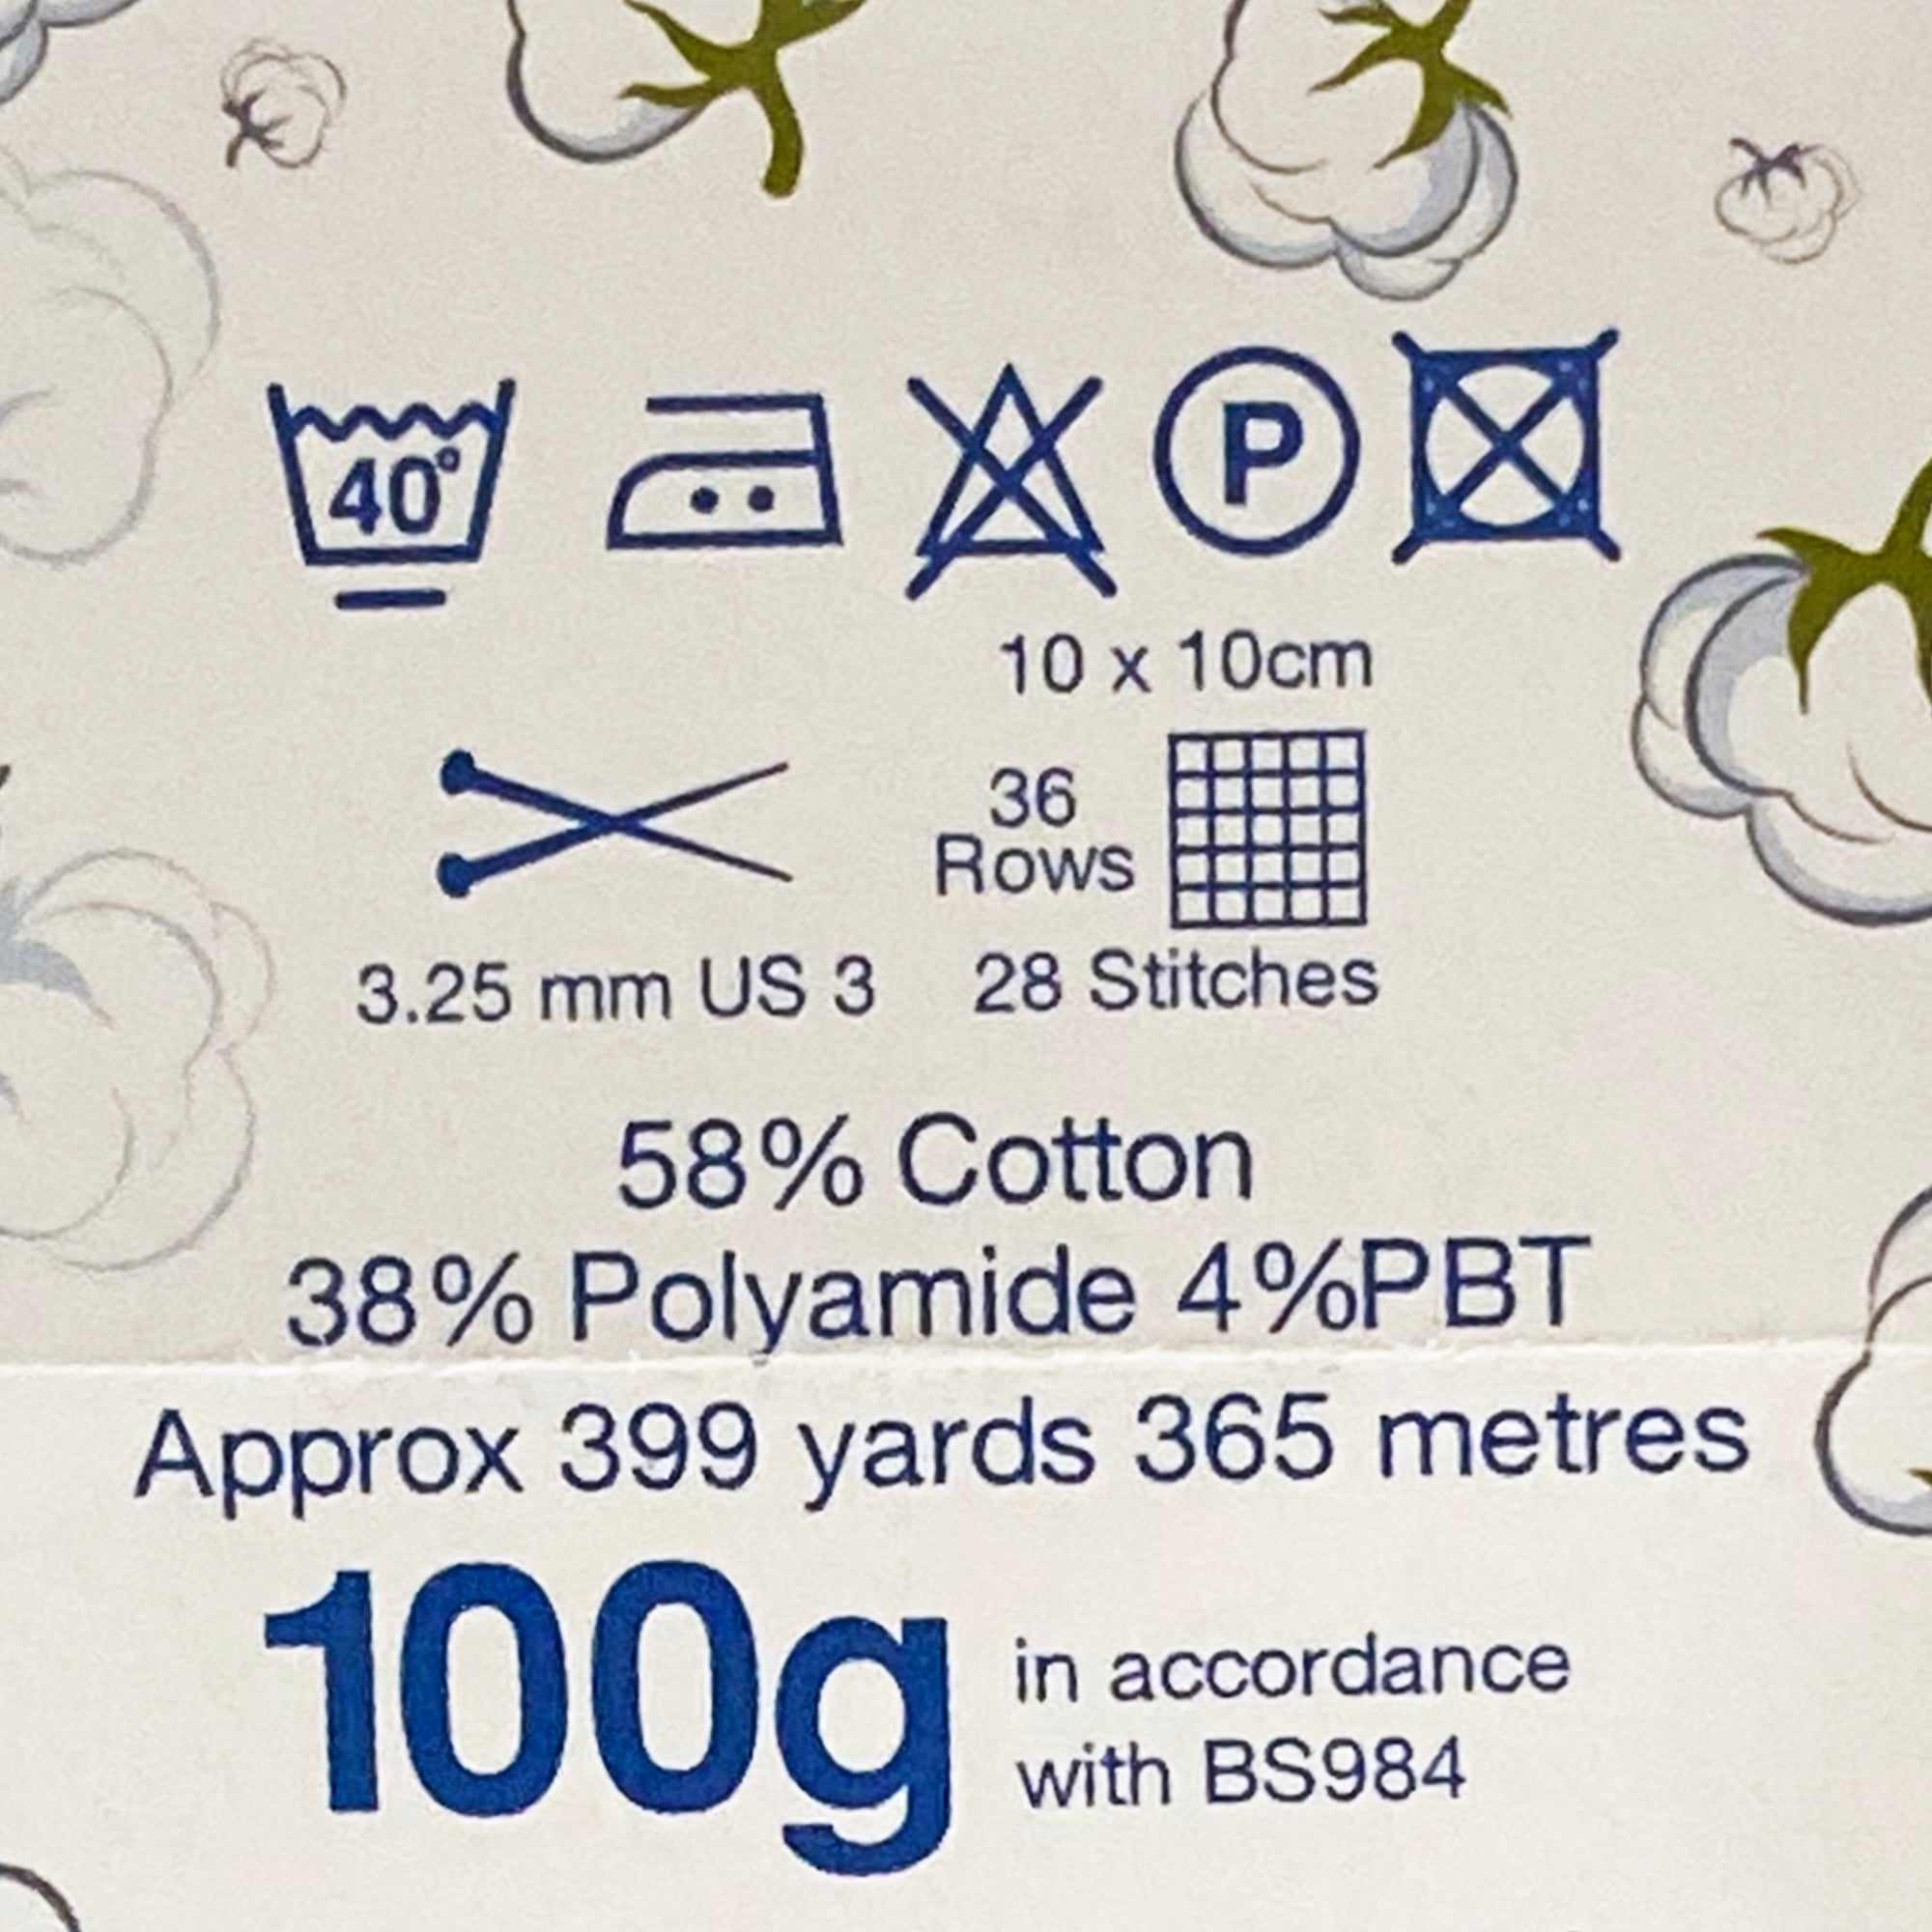 40°
P
10 x 10cm
36
Rows
3.25 mm US 3
28 Stitches
58% Cotton
38% Polyamide 4%PBT
Approx 399 yards 365 metres
100g
in accordance
with BS984